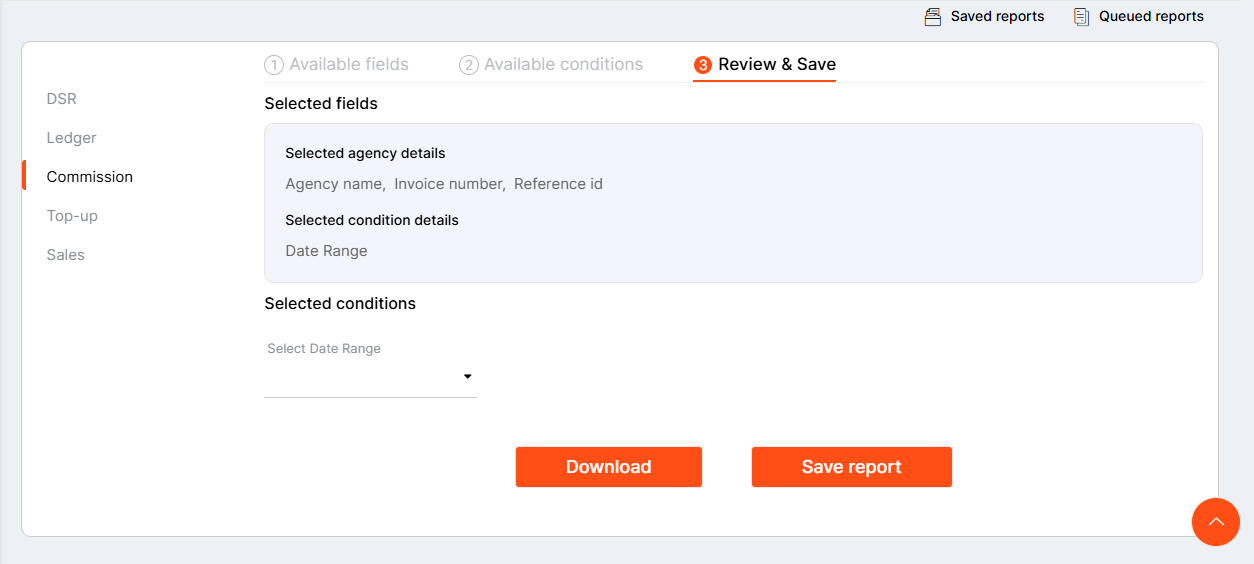 Saved reports Queued reports
1 Available fields 2 Available conditions 3 Review & Save
DSR
Ledger
Commission
Top-up
Sales
Selected fields
Selected agency details
Agency name, Invoice number, Reference id
Selected condition details
Date Range
Selected conditions
Select Date Range
Download Save report